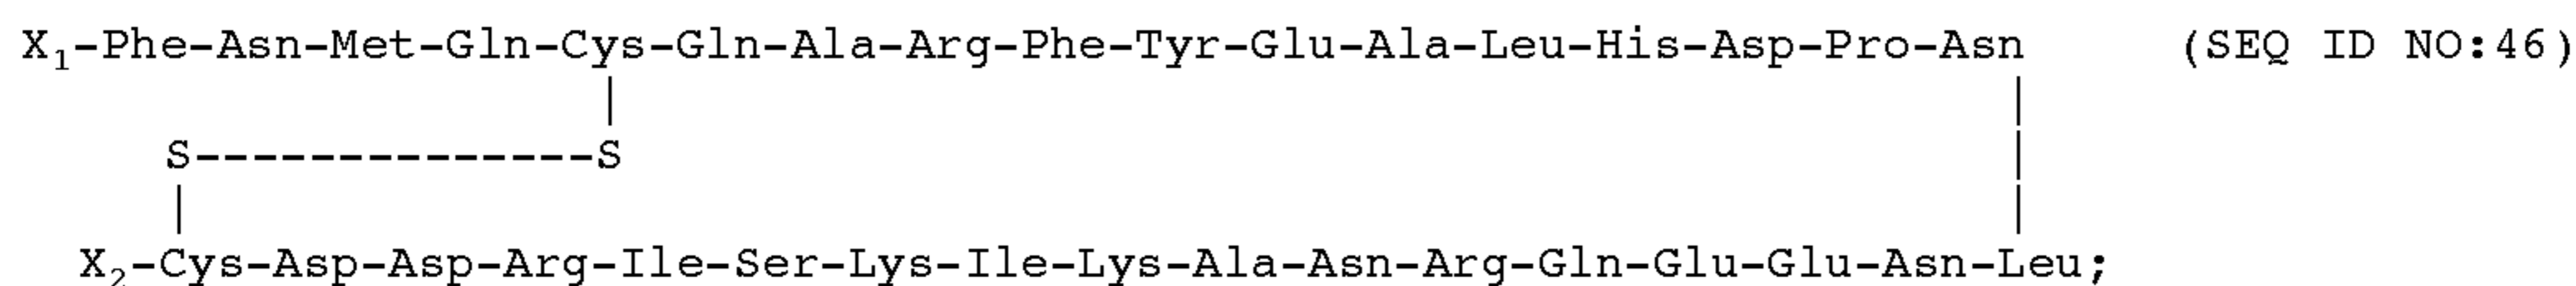 X₁-Phe-Asn-Met-Gln-Cys-Gln-Ala-Arg-Phe-Tyr-Glu-Ala-Leu-His-Asp-Pro-Asn (SEQ ID NO:46)
S--------------S
X₂-Cys-Asp-Asp-Arg-Ile-Ser-Lys-Ile-Lys-Ala-Asn-Arg-Gln-Glu-Glu-Asn-Leu;